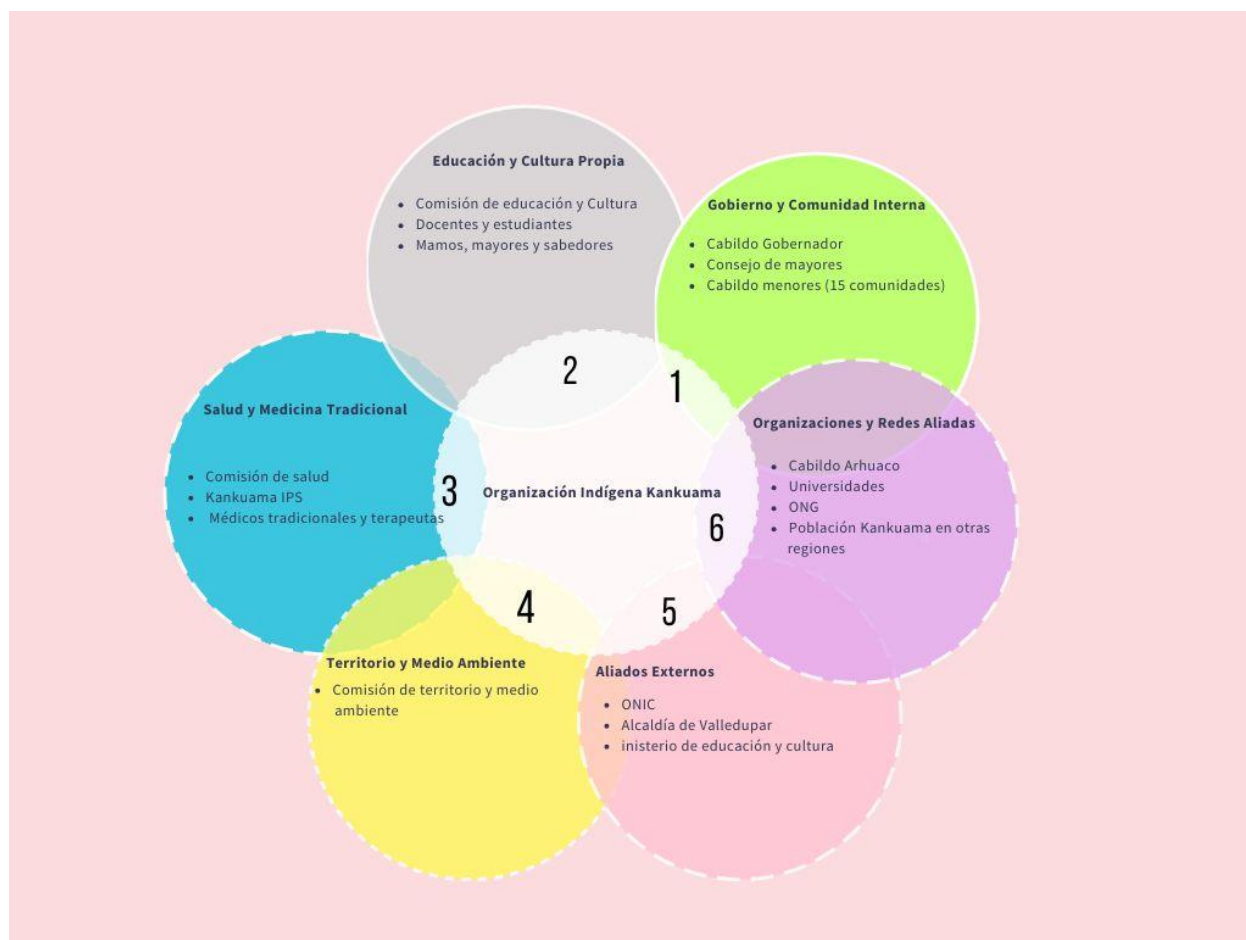 Educación y Cultura Propia
• Comisión de educación y Cultura
• Docentes y estudiantes
• Mamos, mayores y sabedores
Gobierno y Comunidad Interna
• Cabildo Gobernador
• Consejo de mayores
• Cabildo menores (15 comunidades)
2
1
Salud y Medicina Tradicional
• Comisión de salud
• Kankuama IPS
• Médicos tradicionales y terapeutas
3
Organización Indígena Kankuama
Organizaciones y Redes Aliadas
• Cabildo Arhuaco
• Universidades
• ONG
• Población Kankuama en otras
regiones
6
4
5
Territorio y Medio Ambiente
• Comisión de territorio y medio
ambiente
Aliados Externos
• ONIC
• Alcaldía de Valledupar
• inisterio de educación y cultura